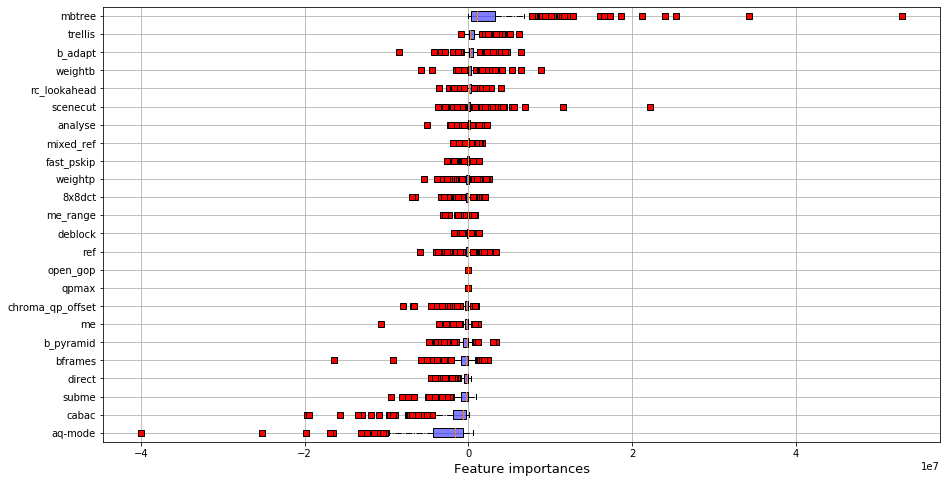 mbtree
trellis
b_adapt
weightb
rc_lookahead
scenecut
analyse
mixed_ref
fast_pskip
weightp
8x8dct
me_range
deblock
ref
open_gop
qpmax
chroma_qp_offset
me
b_pyramid
bframes
direct
subme
cabac
aq-mode
−4 −2 0 2 4
Feature importances
1e7